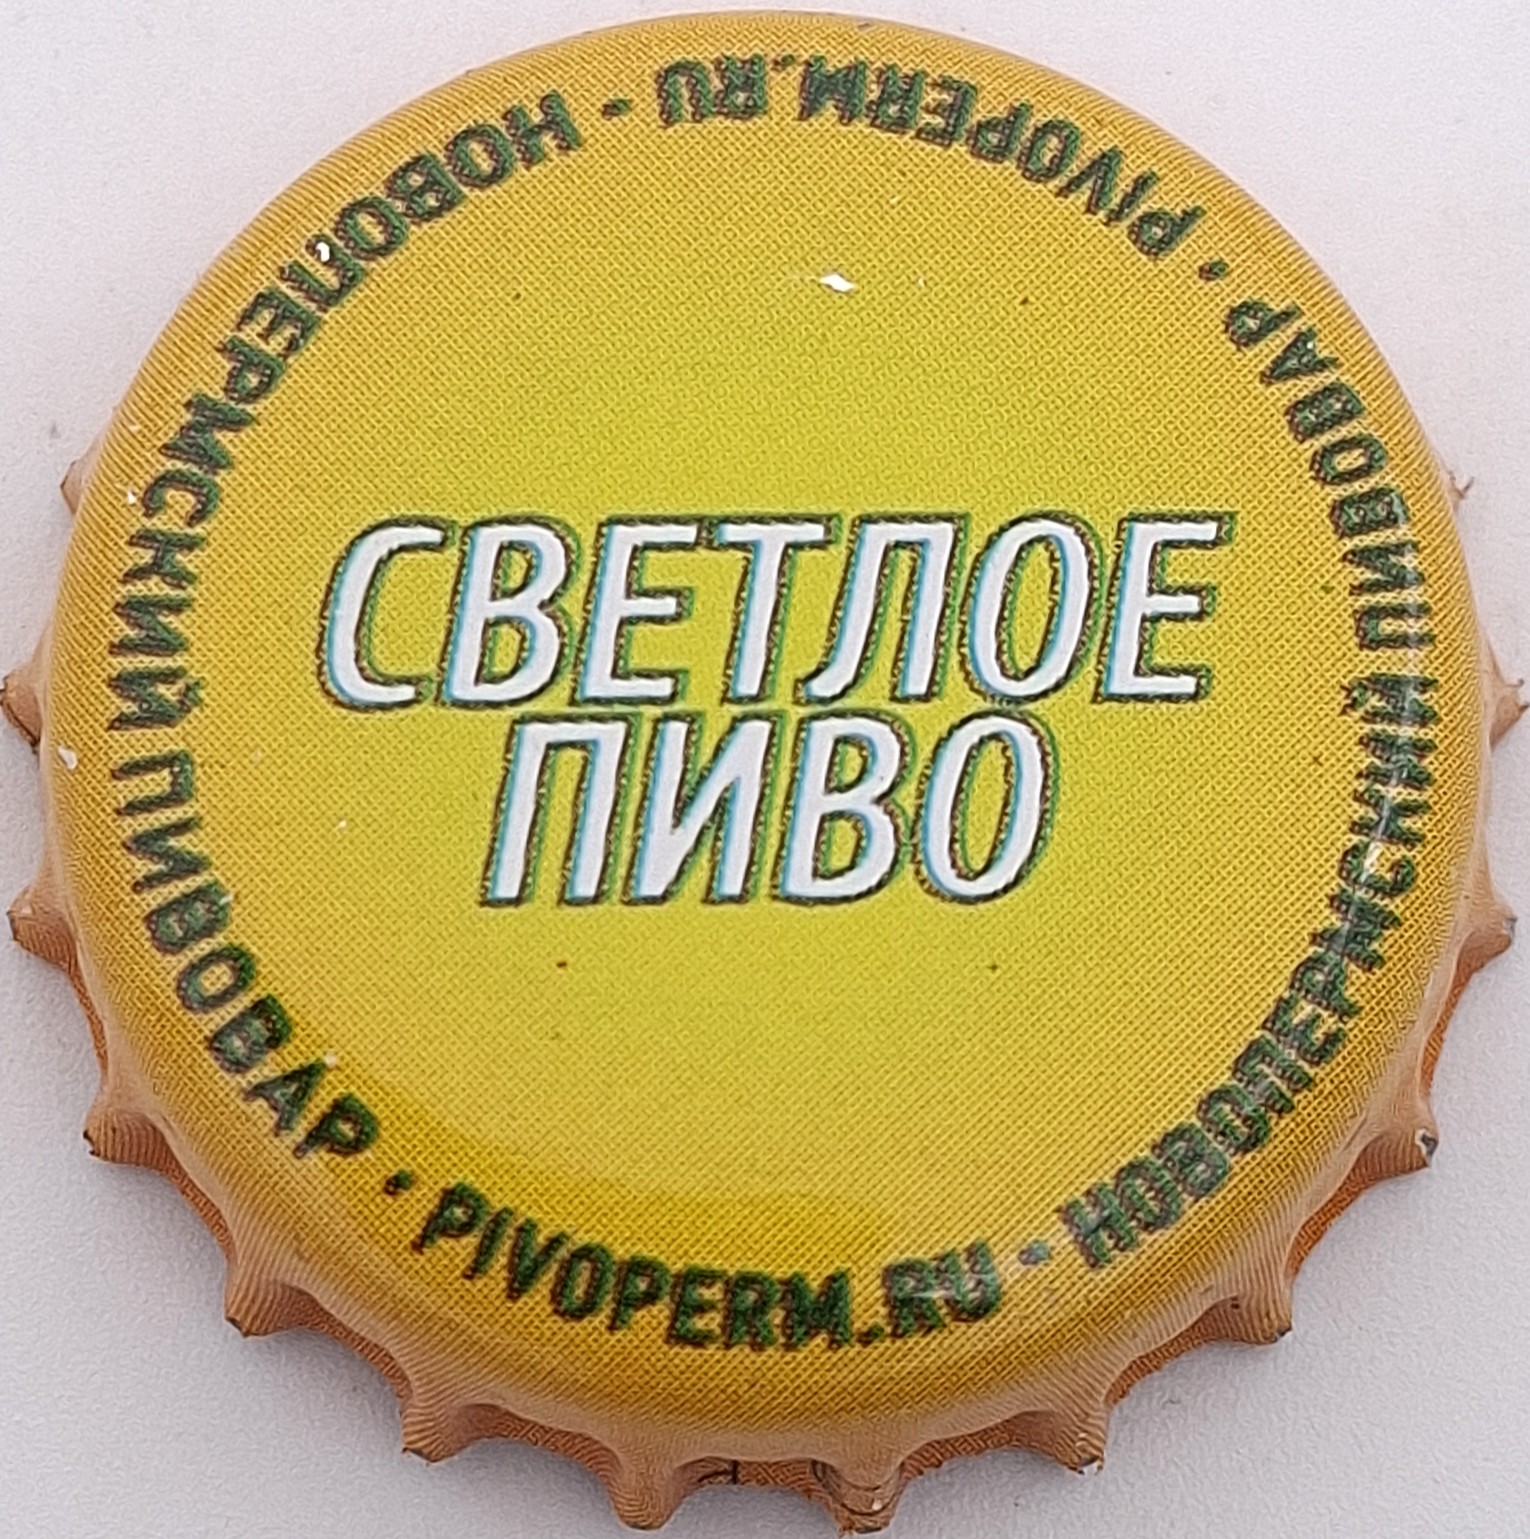 СВЕТЛОЕ
ПИВО
НОВОПЕРМСКИЙ ПИВОВАР · PIVOPERM.RU · НОВОПЕРМСКИЙ ПИВОВАР · PIVOPERM.RU ·